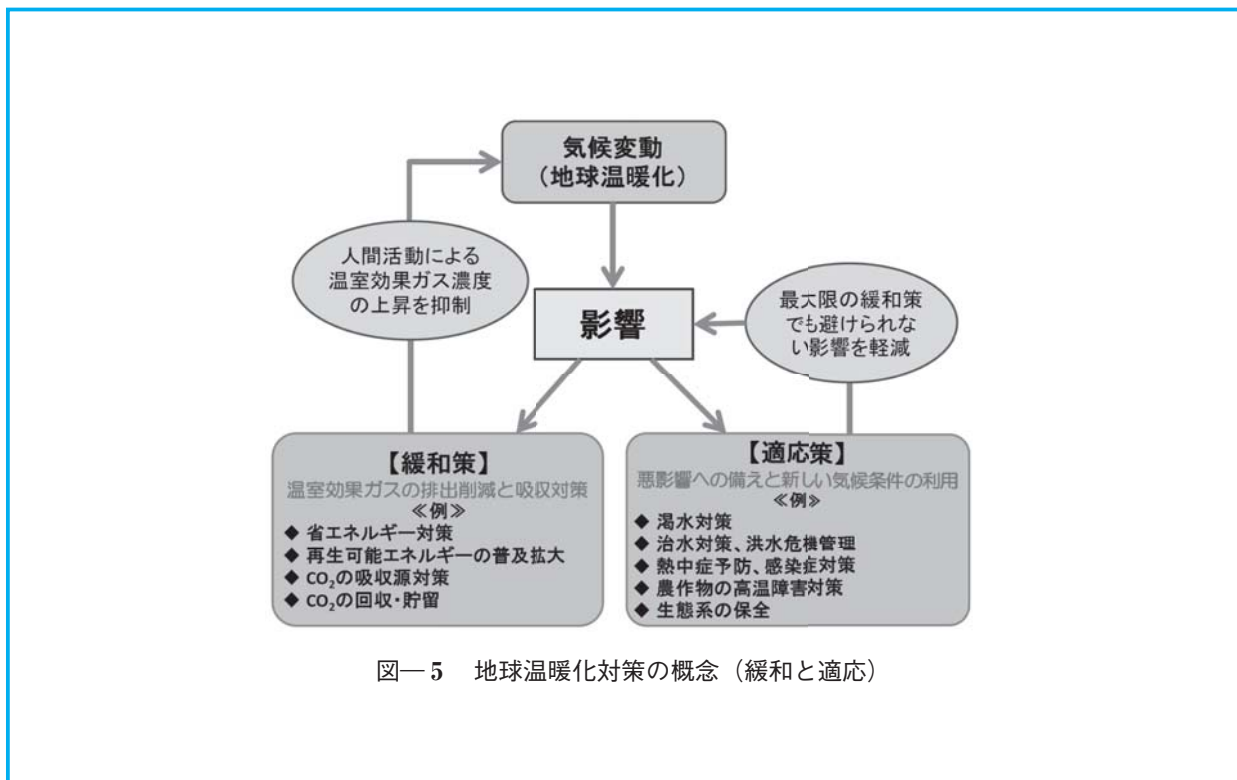 気候変動
(地球温暖化)
人間活動による
温室効果ガス濃度
の上昇を抑制
影響
最大限の緩和策
でも避けられな
い影響を軽減
【緩和策】
温室効果ガスの排出削減と吸収対策
≪例≫
◆ 省エネルギー対策
◆ 再生可能エネルギーの普及拡大
◆ CO₂の吸収源対策
◆ CO₂の回収・貯留
【適応策】
悪影響への備えと新しい気候条件の利用
≪例≫
◆ 渇水対策
◆ 治水対策、洪水危機管理
◆ 熱中症予防、感染症対策
◆ 農作物の高温障害対策
◆ 生態系の保全
図―5 地球温暖化対策の概念（緩和と適応）